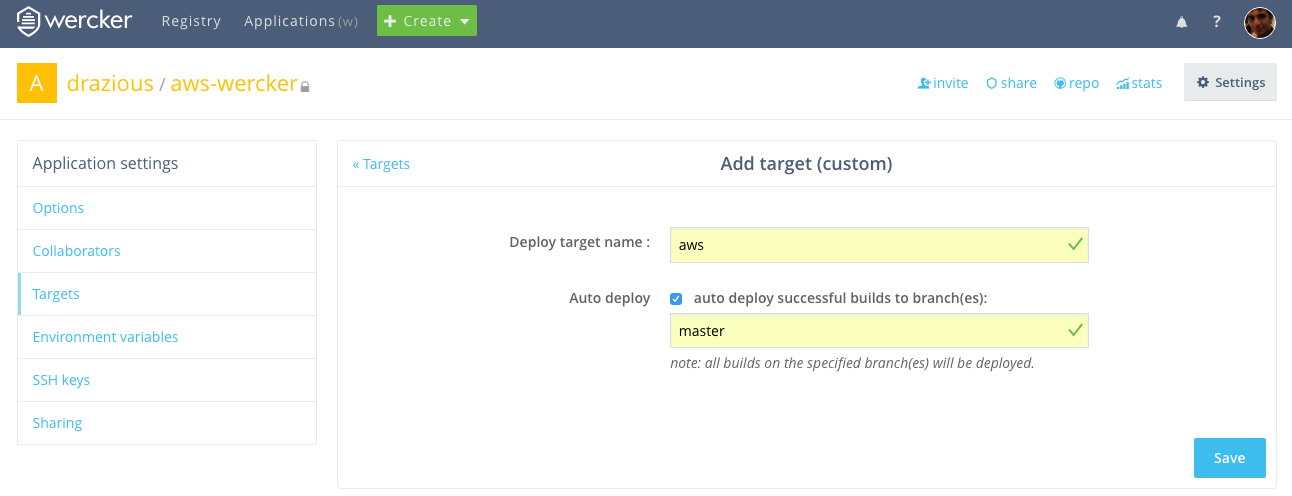 wercker Registry Applications (w) + Create ?
A drazious / aws-wercker invite share repo stats Settings
Application settings
Options
Collaborators
Targets
Environment variables
SSH keys
Sharing
« Targets Add target (custom)
Deploy target name : aws
Auto deploy auto deploy successful builds to branch(es):
master
note: all builds on the specified branch(es) will be deployed.
Save